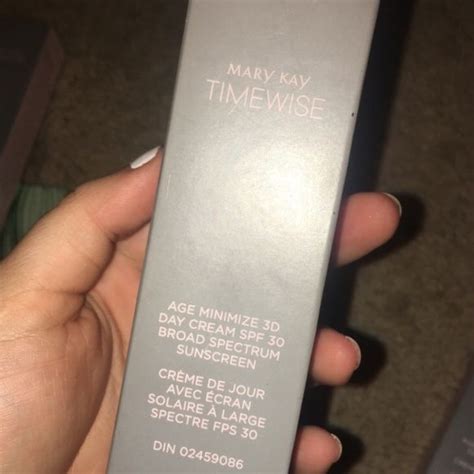 MARY KAY
TIMEWISE
AGE MINIMIZE 3D
DAY CREAM SPF 30
BROAD SPECTRUM
SUNSCREEN
CRÈME DE JOUR
AVEC ÉCRAN
SOLAIRE À LARGE
SPECTRE FPS 30
DIN 02459086